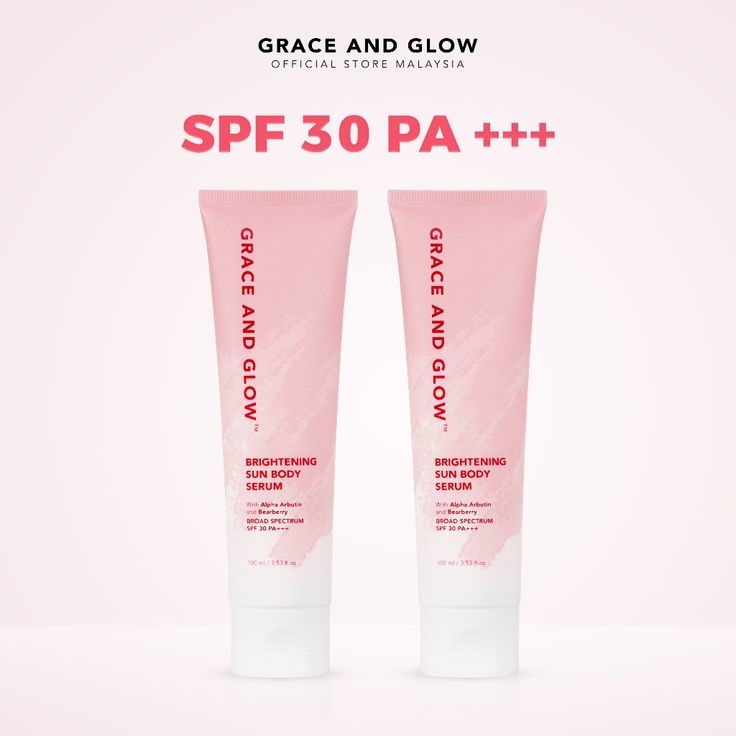 GRACE AND GLOW
OFFICIAL STORE MALAYSIA
SPF 30 PA +++
GRACE AND GLOW™
BRIGHTENING
SUN BODY
SERUM
With Alpha Arbutin
and Bearberry
BROAD SPECTRUM
SPF 30 PA+++
100 ml / 3.53 fl oz
GRACE AND GLOW™
BRIGHTENING
SUN BODY
SERUM
With Alpha Arbutin
and Bearberry
BROAD SPECTRUM
SPF 30 PA+++
100 ml / 3.53 fl oz